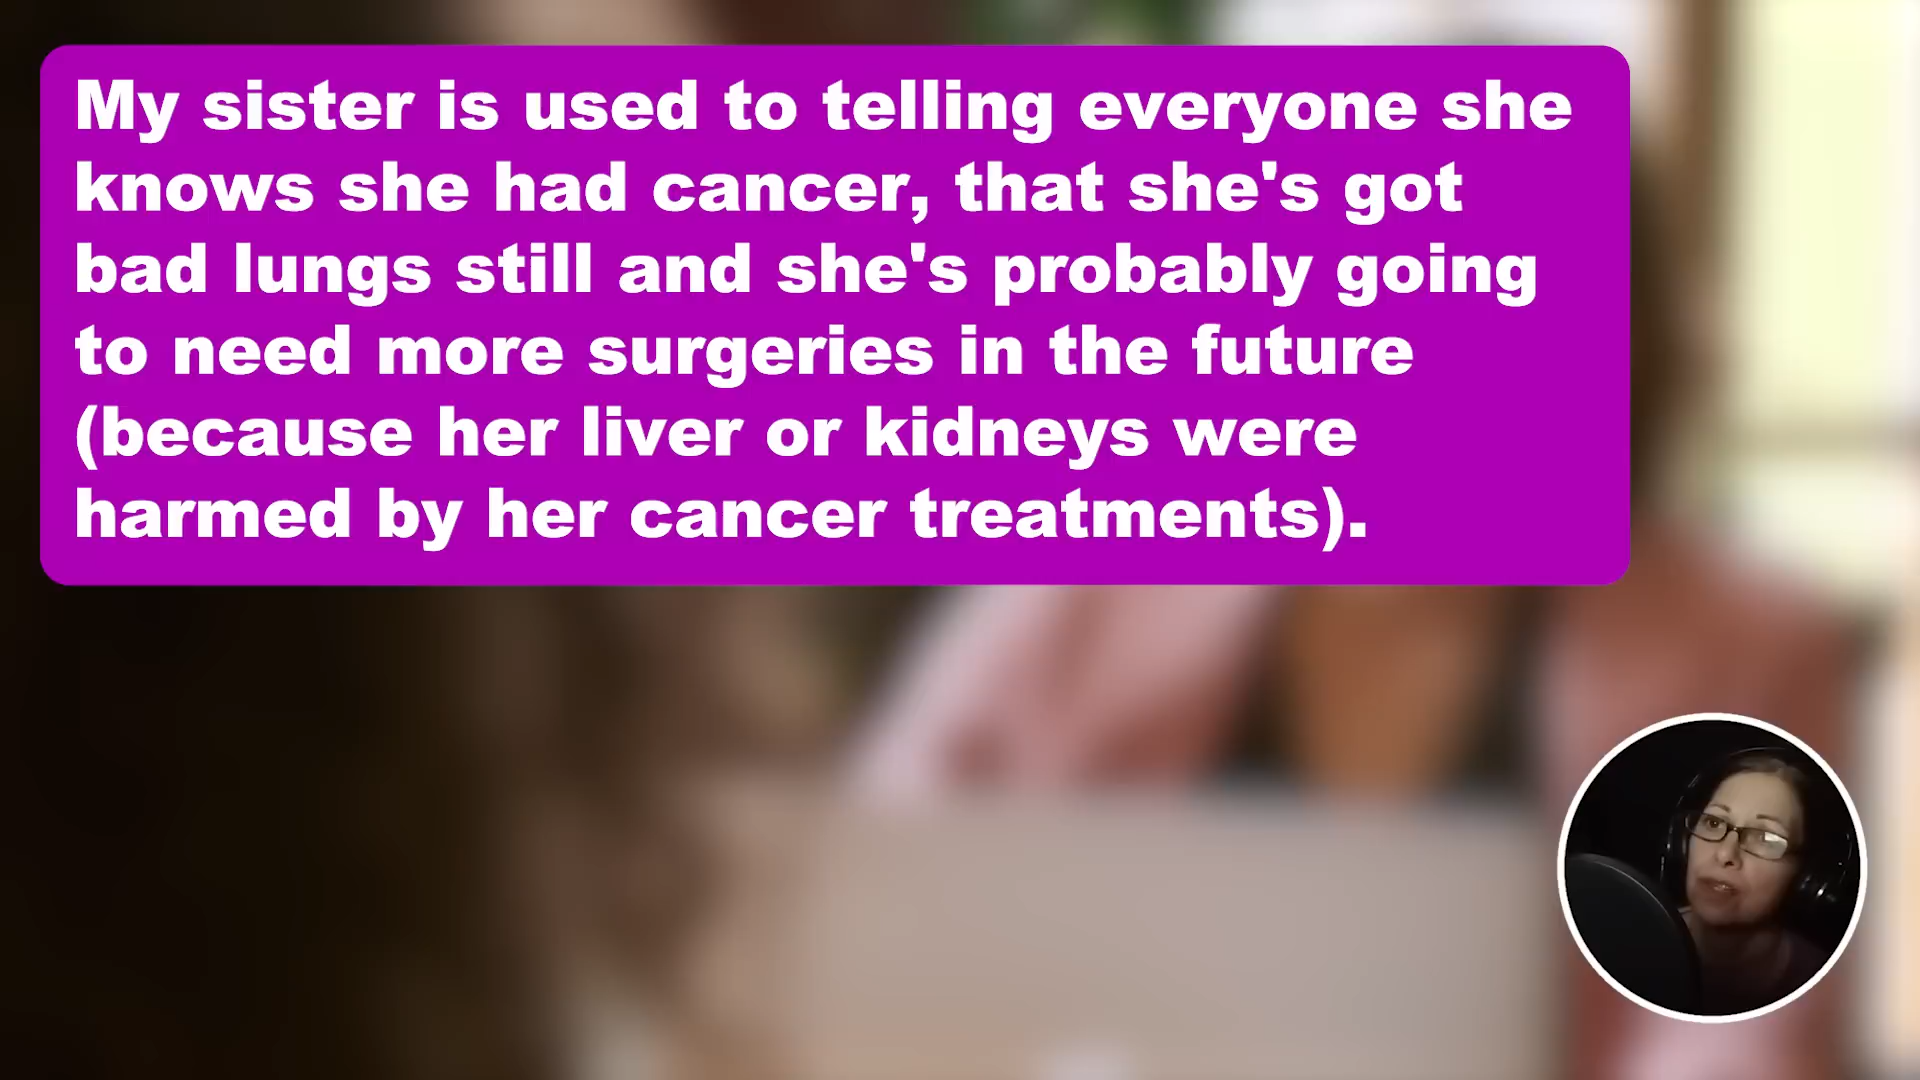 My sister is used to telling everyone she
knows she had cancer, that she's got
bad lungs still and she's probably going
to need more surgeries in the future
(because her liver or kidneys were
harmed by her cancer treatments).